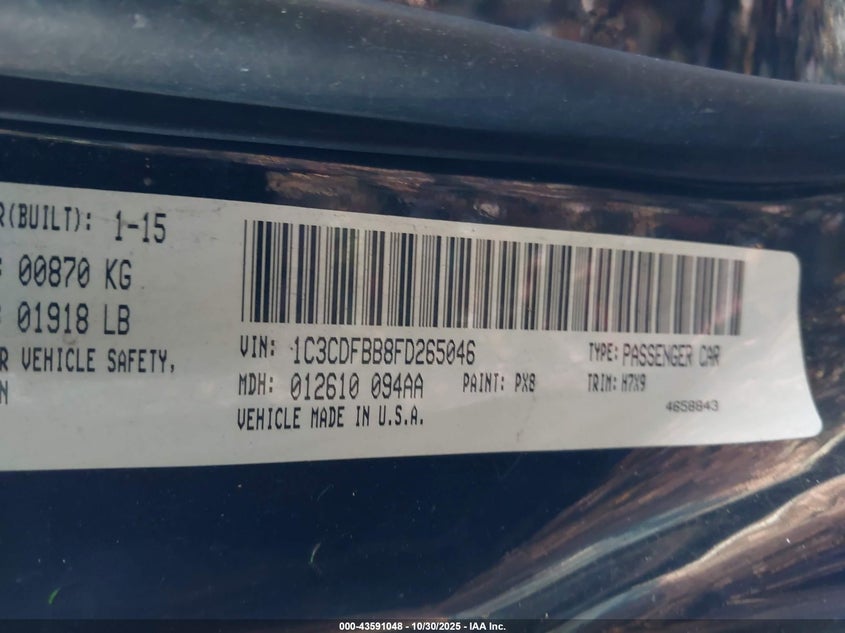 R(BUILT): 1-15
: 00870 KG
: 01918 LB
R VEHICLE SAFETY,
N
VIN: 1C3CDFBB8FD265046 TYPE: PASSENGER CAR
MDH: 012610 094AA PAINT: PX8 TRIM: H7X9
VEHICLE MADE IN U.S.A. 4658843
000-43591048 - 10/30/2025 - IAA Inc.